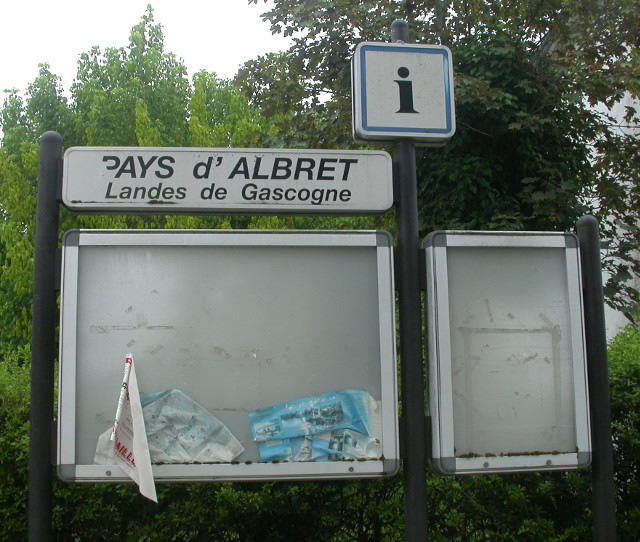 i
PAYS d'ALBRET
Landes de Gascogne